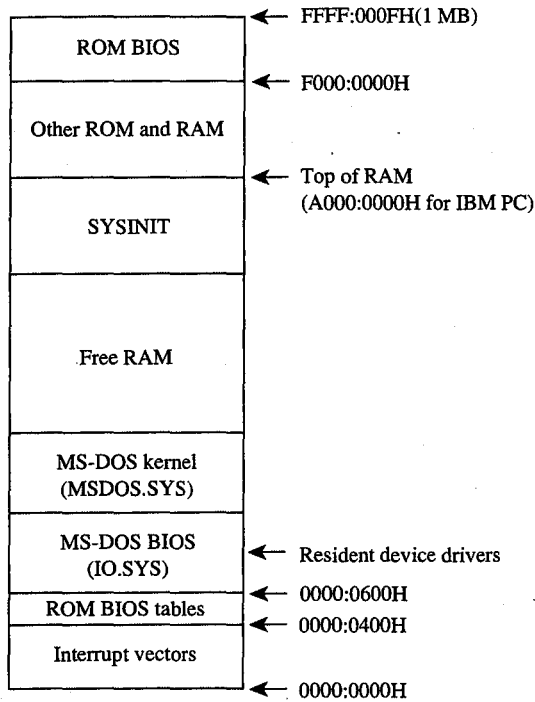 FFFF:000FH(1 MB)
ROM BIOS
F000:0000H
Other ROM and RAM
Top of RAM
(A000:0000H for IBM PC)
SYSINIT
Free RAM
MS-DOS kernel
(MSDOS.SYS)
MS-DOS BIOS
(IO.SYS)
Resident device drivers
0000:0600H
ROM BIOS tables
0000:0400H
Interrupt vectors
0000:0000H